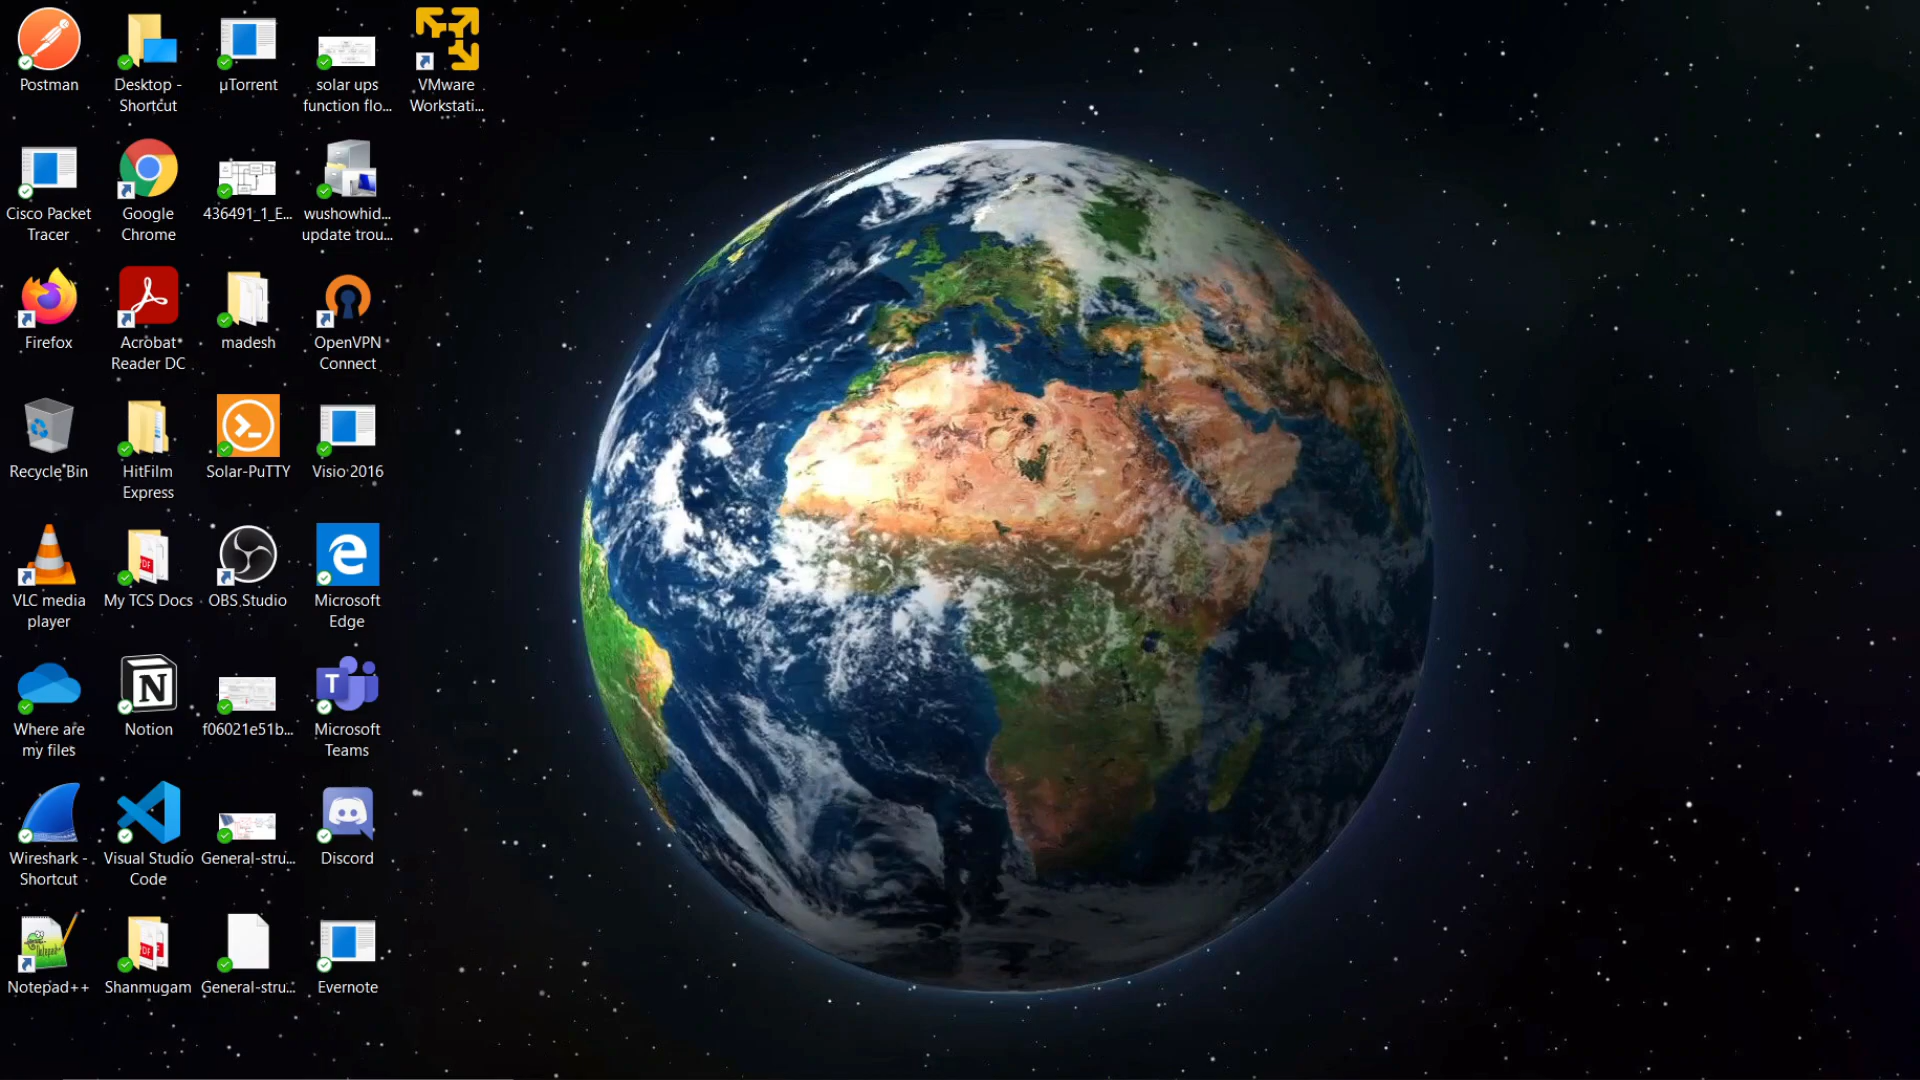 Postman
Desktop -
Shortcut
µTorrent
solar ups
function flo...
VMware
Workstati...
Cisco Packet
Tracer
Google
Chrome
436491_1_E...
wushowhid...
update trou...
Firefox
Acrobat
Reader DC
madesh
OpenVPN
Connect
Recycle Bin
HitFilm
Express
Solar-PuTTY
Visio 2016
VLC media
player
My TCS Docs
OBS Studio
Microsoft
Edge
Where are
my files
Notion
f06021e51b...
Microsoft
Teams
Wireshark -
Shortcut
Visual Studio
Code
General-stru...
Discord
Notepad++
Shanmugam
General-stru...
Evernote